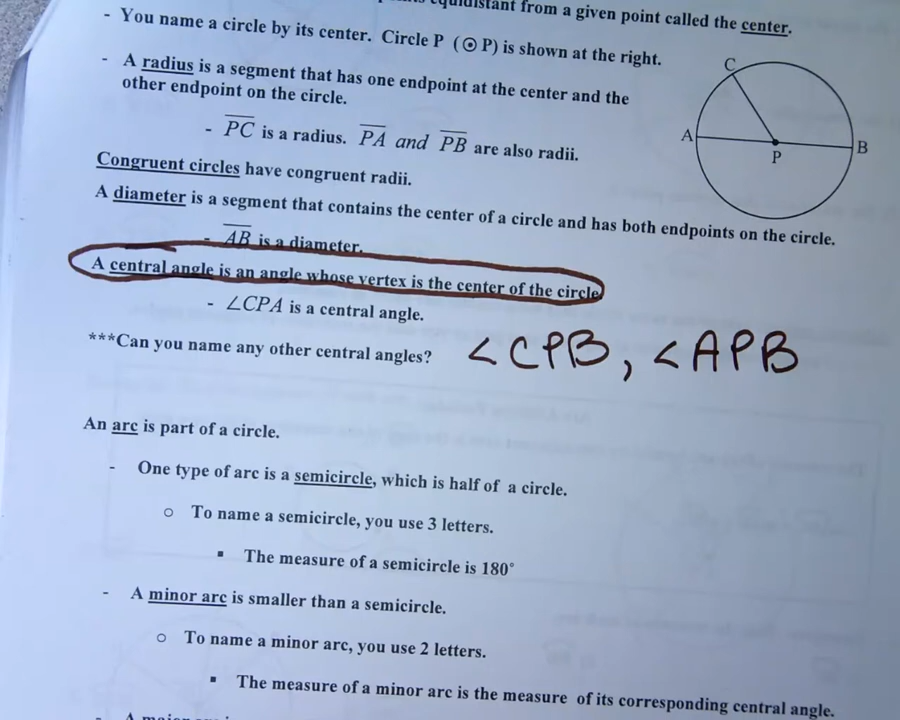 equidistant from a given point called the center.
- You name a circle by its center. Circle P (⊙ P) is shown at the right.
- A radius is a segment that has one endpoint at the center and the
other endpoint on the circle.
- PC is a radius. PA and PB are also radii.
C
A
B
P
Congruent circles have congruent radii.
A diameter is a segment that contains the center of a circle and has both endpoints on the circle.
- AB is a diameter.
A central angle is an angle whose vertex is the center of the circle
- ∠CPA is a central angle.
***Can you name any other central angles? ∠CPB, ∠APB
An arc is part of a circle.
- One type of arc is a semicircle, which is half of a circle.
o To name a semicircle, you use 3 letters.
▪ The measure of a semicircle is 180°
- A minor arc is smaller than a semicircle.
o To name a minor arc, you use 2 letters.
▪ The measure of a minor arc is the measure of its corresponding central angle.
- A major